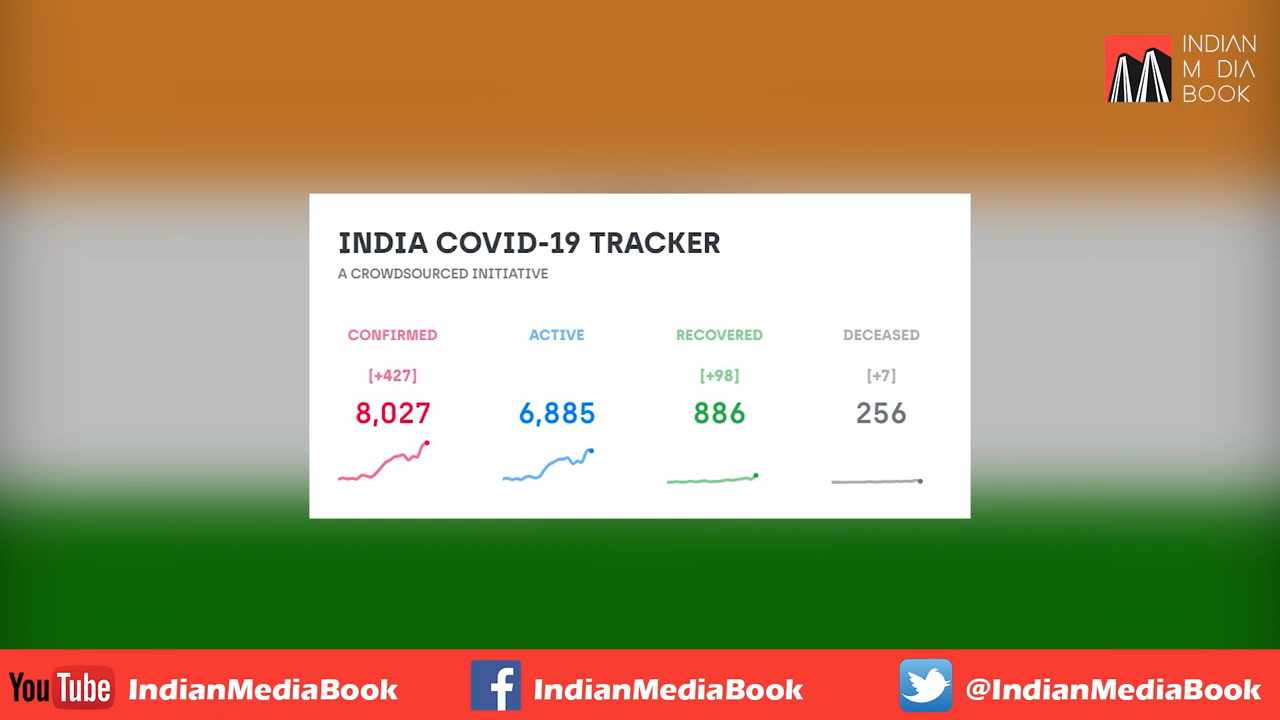 INDIAN
MEDIA
BOOK
INDIA COVID-19 TRACKER
A CROWDSOURCED INITIATIVE
CONFIRMED ACTIVE RECOVERED DECEASED
[+427] [+98] [+7]
8,027 6,885 886 256
YouTube IndianMediaBook f IndianMediaBook @IndianMediaBook